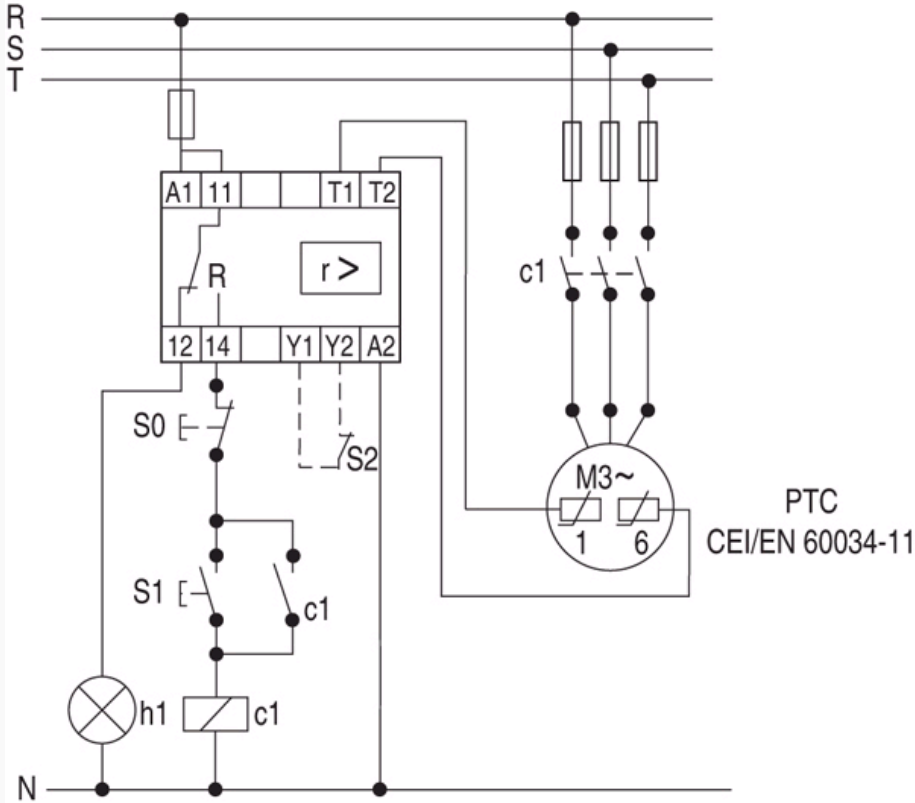 R
S
T
A1 11 T1 T2
R
r >
c1
12 14 Y1 Y2 A2
S0
S2
M3~
1 6
PTC
CEI/EN 60034-11
S1
c1
h1
c1
N